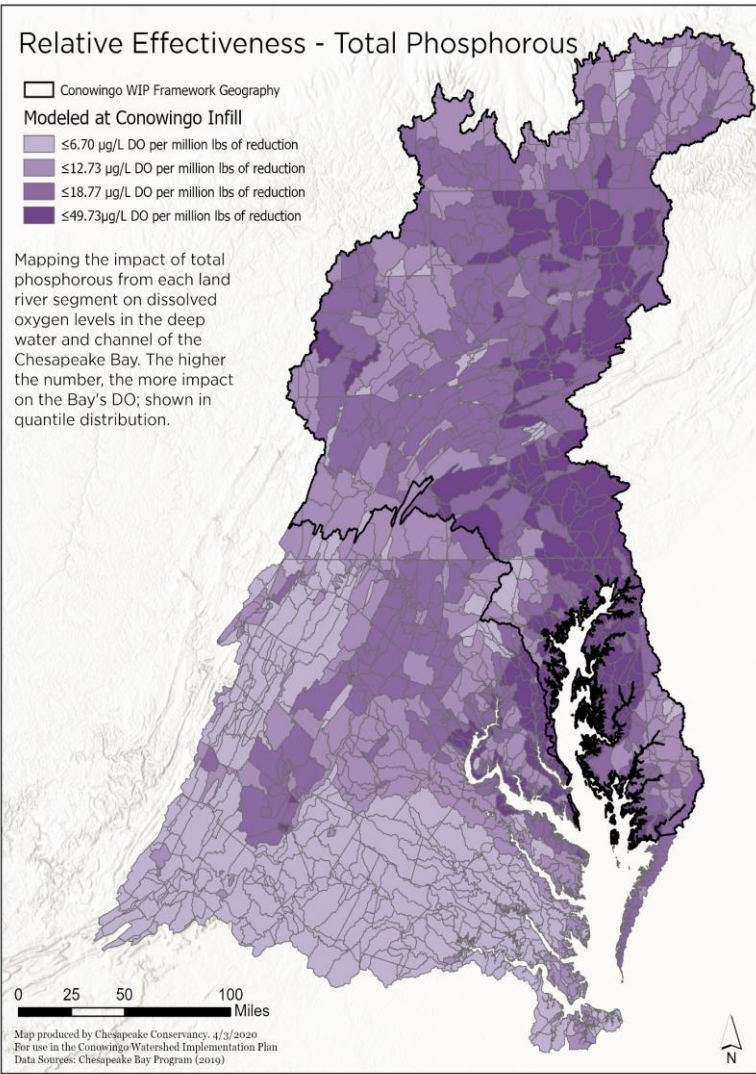 Relative Effectiveness - Total Phosphorous
Conowingo WIP Framework Geography
Modeled at Conowingo Infill
≤6.70 µg/L DO per million lbs of reduction
≤12.73 µg/L DO per million lbs of reduction
≤18.77 µg/L DO per million lbs of reduction
≤49.73µg/L DO per million lbs of reduction
Mapping the impact of total
phosphorous from each land
river segment on dissolved
oxygen levels in the deep
water and channel of the
Chesapeake Bay. The higher
the number, the more impact
on the Bay's DO; shown in
quantile distribution.
0 25 50 100
Miles
Map produced by Chesapeake Conservancy. 4/3/2020
For use in the Conowingo Watershed Implementation Plan
Data Sources: Chesapeake Bay Program (2019)
N